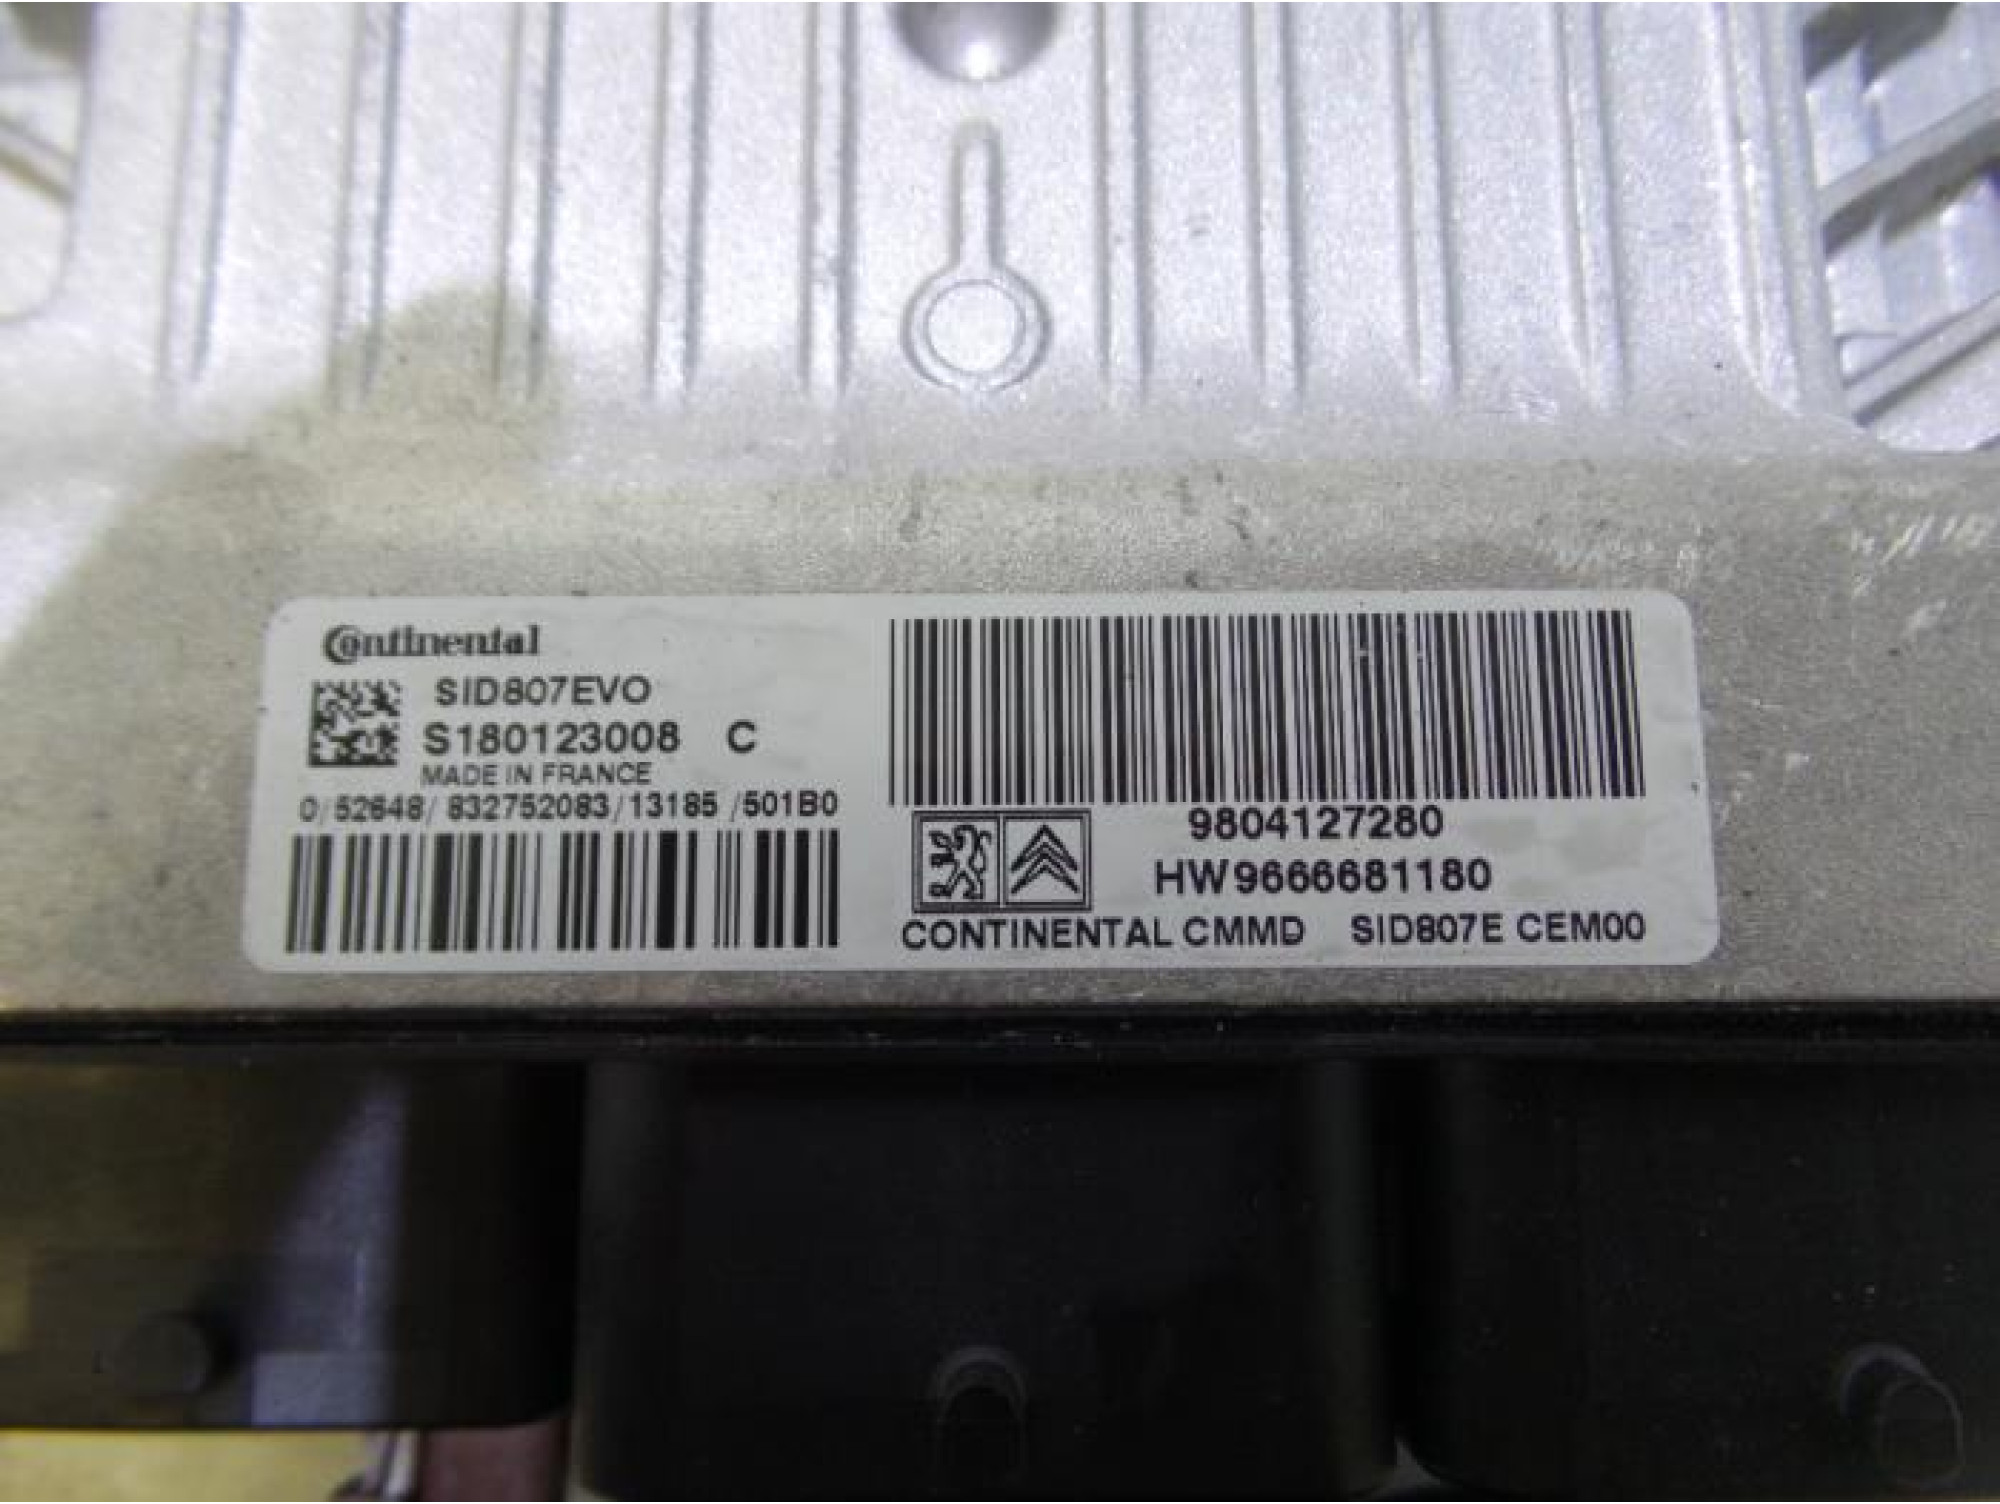 Continental
SID807EVO
S180123008 C
MADE IN FRANCE
0/52648/832752083/13185/501B0
9804127280
HW9666681180
CONTINENTAL CMMD SID807E CEM00